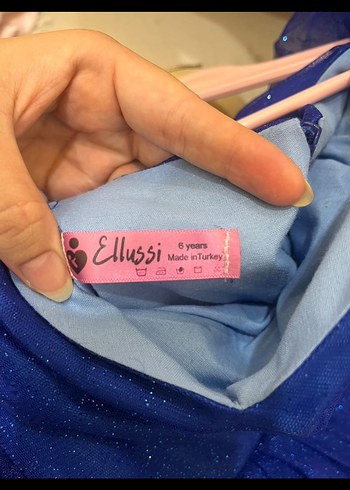 Ellussi
6 years
Made inTurkey